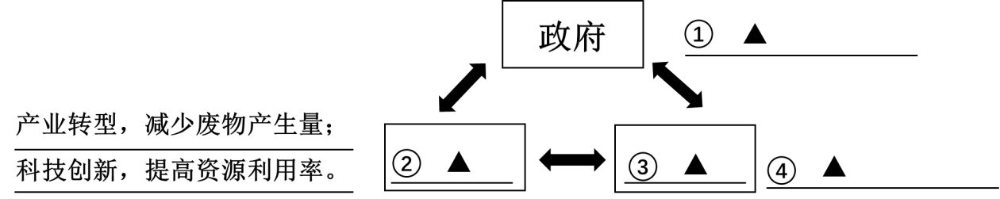 政府
① ▲
产业转型，减少废物产生量；
科技创新，提高资源利用率。
② ▲
③ ▲
④ ▲